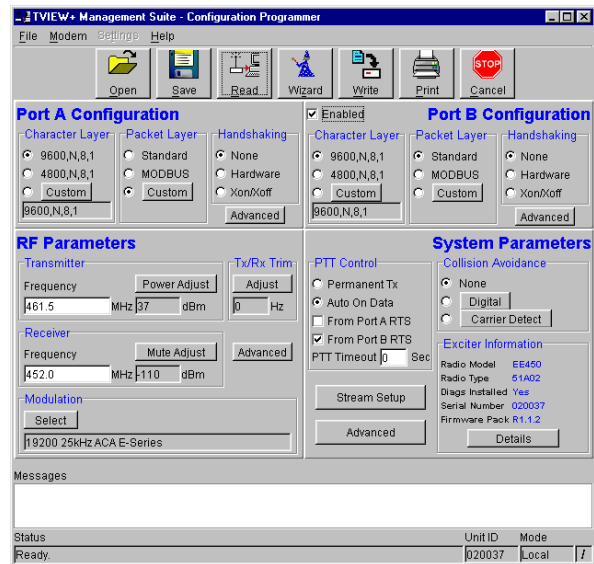 TVIEW+ Management Suite - Configuration Programmer
File Modem Settings Help
Open Save Read Wizard Write Print STOP Cancel
Port A Configuration
Character Layer Packet Layer Handshaking
9600,N,8,1 Standard None
4800,N,8,1 MODBUS Hardware
Custom Custom Xon/Xoff
9600,N,8,1 Advanced
Enabled Port B Configuration
Character Layer Packet Layer Handshaking
9600,N,8,1 Standard None
4800,N,8,1 MODBUS Hardware
Custom Custom Xon/Xoff
9600,N,8,1 Advanced
RF Parameters
Transmitter Tx/Rx Trim
Frequency Power Adjust Adjust
461.5 MHz 37 dBm 0 Hz
Receiver
Frequency Mute Adjust Advanced
452.0 MHz -110 dBm
Modulation
Select
19200 25kHz ACA E-Series
System Parameters
PTT Control
Permanent Tx
Auto On Data
From Port A RTS
From Port B RTS
PTT Timeout 0 Sec
Stream Setup
Advanced
Collision Avoidance
None
Digital
Carrier Detect
Exciter Information
Radio Model EE450
Radio Type 51A02
Diags Installed Yes
Serial Number 020037
Firmware Pack R1.1.2
Details
Messages
Status Unit ID Mode
Ready. 020037 Local /